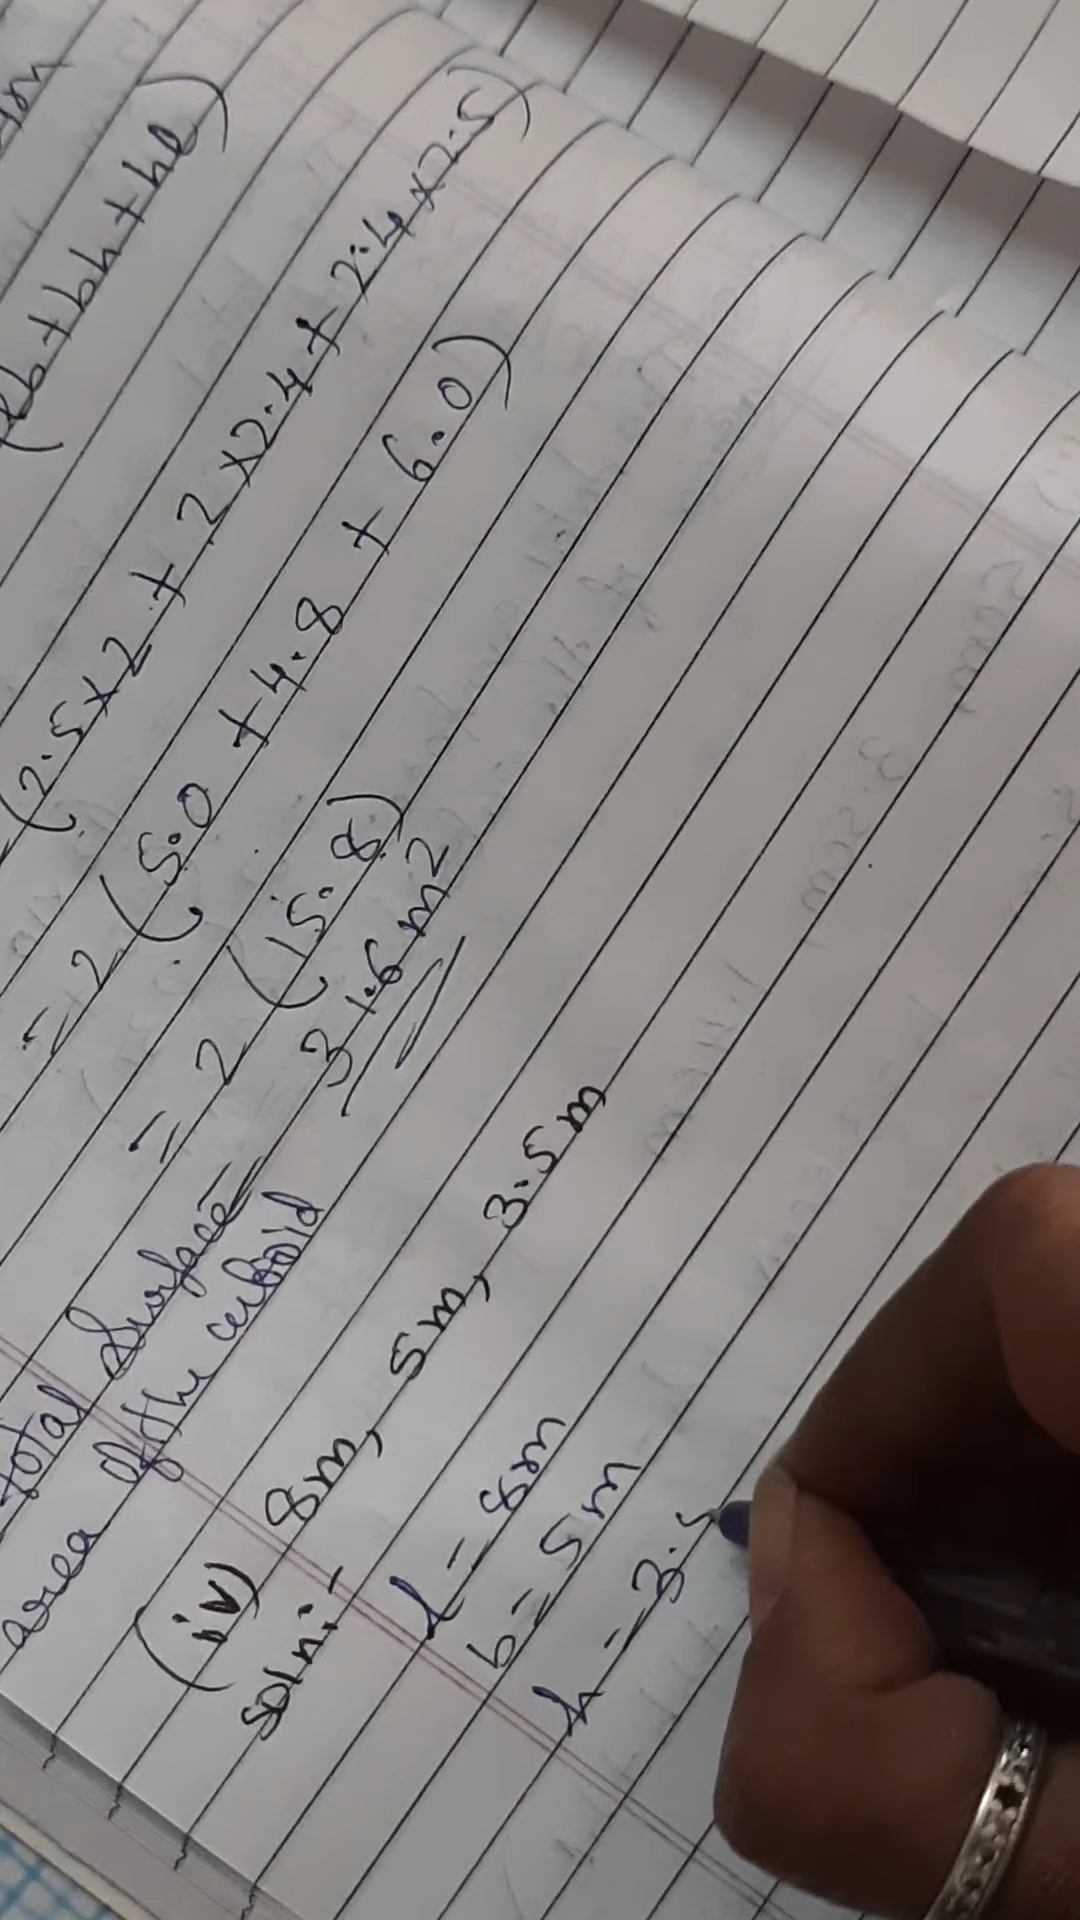 m
(lb + bh + hl)
(2.5×2 + 2×2.4 + 2.4×2.5)
= 2 (5.0 + 4.8 + 6.0)
= 2 (15.8)
total Surface = 31.6 m2
area of the cuboid
(iv) 8m, 5m, 3.5m
soln:-
l = 8m
b = 5m
h = 3.5